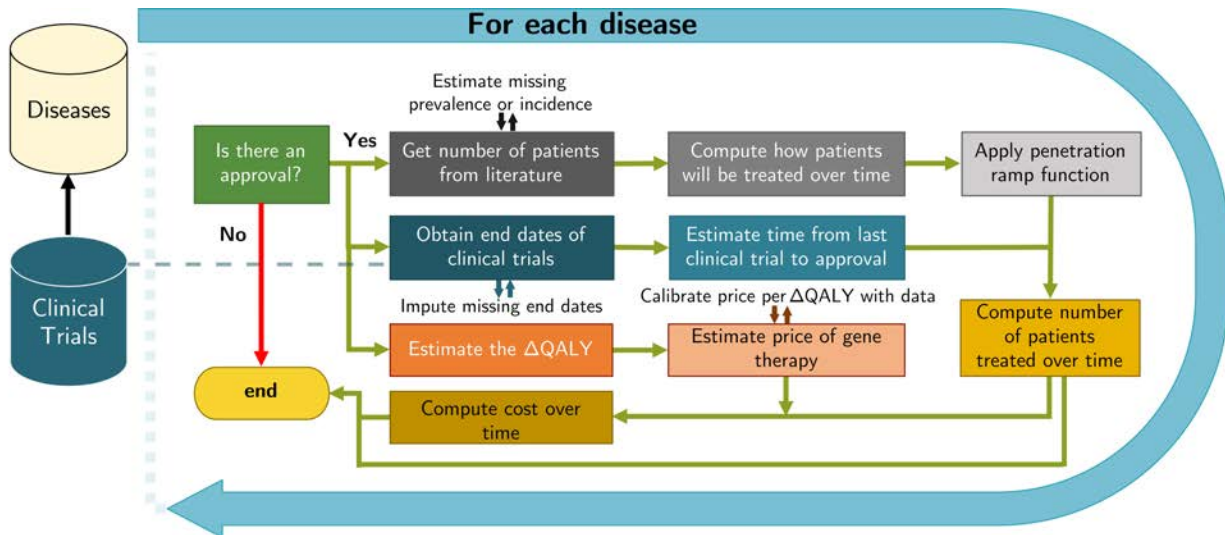 For each disease
Diseases
Estimate missing
prevalence or incidence
Yes
Is there an
approval?
Get number of patients
from literature
Compute how patients
will be treated over time
Apply penetration
ramp function
No
Obtain end dates of
clinical trials
Estimate time from last
clinical trial to approval
Clinical
Trials
Impute missing end dates
Calibrate price per ΔQALY with data
Estimate the ΔQALY
Estimate price of gene
therapy
Compute number
of patients
treated over time
end
Compute cost over
time